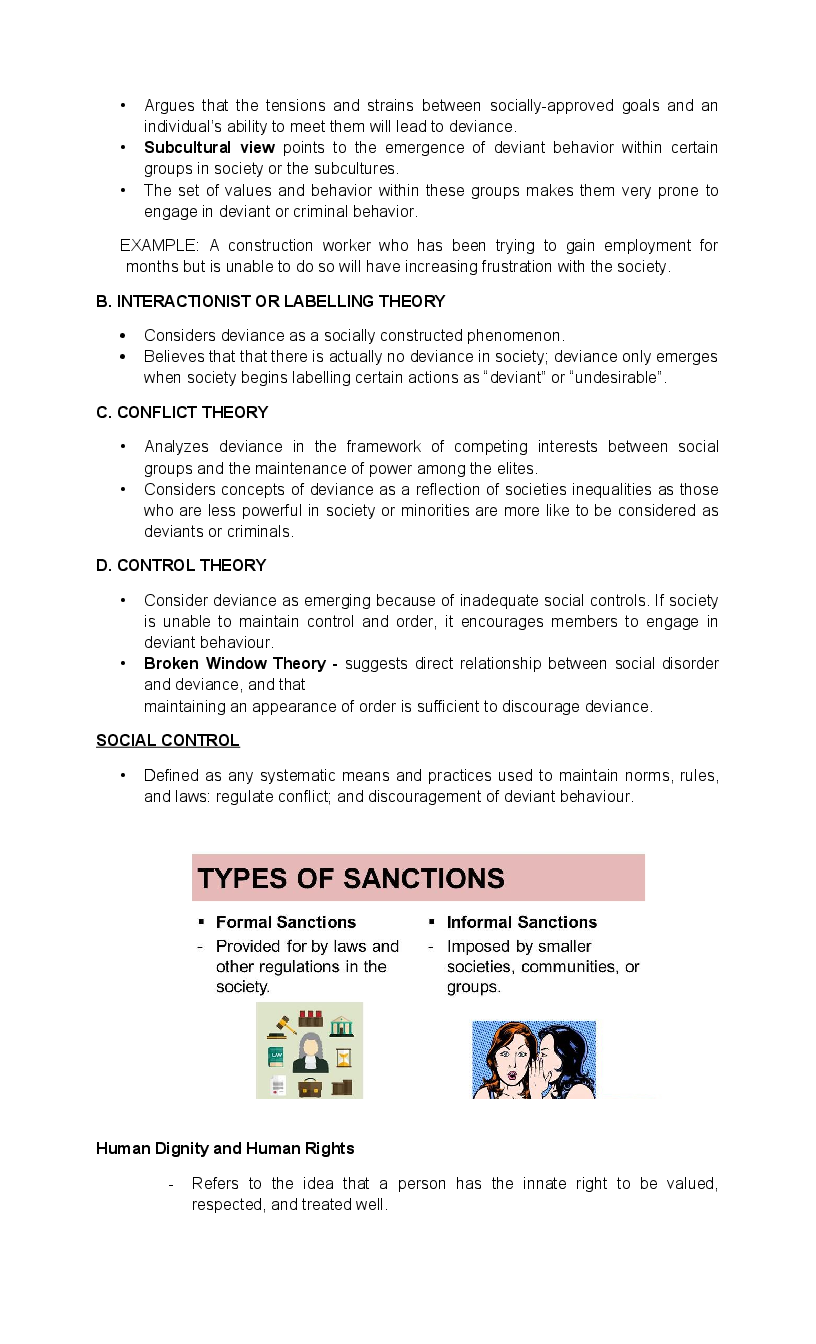 • Argues that the tensions and strains between socially-approved goals and an
individual's ability to meet them will lead to deviance.
• Subcultural view points to the emergence of deviant behavior within certain
groups in society or the subcultures.
• The set of values and behavior within these groups makes them very prone to
engage in deviant or criminal behavior.
EXAMPLE: A construction worker who has been trying to gain employment for
months but is unable to do so will have increasing frustration with the society.
B. INTERACTIONIST OR LABELLING THEORY
• Considers deviance as a socially constructed phenomenon.
• Believes that that there is actually no deviance in society; deviance only emerges
when society begins labelling certain actions as “deviant” or “undesirable”.
C. CONFLICT THEORY
• Analyzes deviance in the framework of competing interests between social
groups and the maintenance of power among the elites.
• Considers concepts of deviance as a reflection of societies inequalities as those
who are less powerful in society or minorities are more like to be considered as
deviants or criminals.
D. CONTROL THEORY
• Consider deviance as emerging because of inadequate social controls. If society
is unable to maintain control and order, it encourages members to engage in
deviant behaviour.
• Broken Window Theory - suggests direct relationship between social disorder
and deviance, and that
maintaining an appearance of order is sufficient to discourage deviance.
SOCIAL CONTROL
• Defined as any systematic means and practices used to maintain norms, rules,
and laws: regulate conflict; and discouragement of deviant behaviour.
TYPES OF SANCTIONS
▪ Formal Sanctions
- Provided for by laws and
other regulations in the
society.
▪ Informal Sanctions
- Imposed by smaller
societies, communities, or
groups.
LAW
Human Dignity and Human Rights
- Refers to the idea that a person has the innate right to be valued,
respected, and treated well.